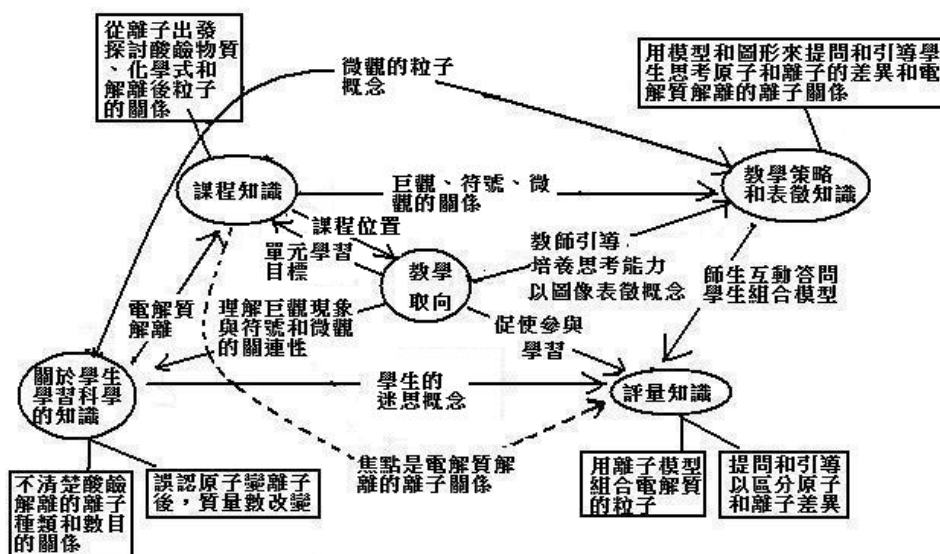 從離子出發
探討酸鹼物質
、化學式和
解離後粒子
的關係
微觀的粒子
概念
用模型和圖形來提問和引導學
生思考原子和離子的差異和電
解質解離的離子關係
課程知識
巨觀、符號、微
觀的關係
教學策略
和表徵知識
課程位置
單元學習
目標
教學
取向
教師引導
培養思考能力
以圖像表徵概念
師生互動答問
學生組合模型
電解質
解離
理解巨觀現象
與符號和微觀
的關連性
促使參與
學習
關於學生
學習科學
的知識
學生的
迷思概念
評量知識
焦點是電解質解
離的離子關係
不清楚酸鹼
解離的離子
種類和數目
的關係
誤認原子變離子
後，質量數改變
用離子模型
組合電解質
的粒子
提問和引導
以區分原子
和離子差異